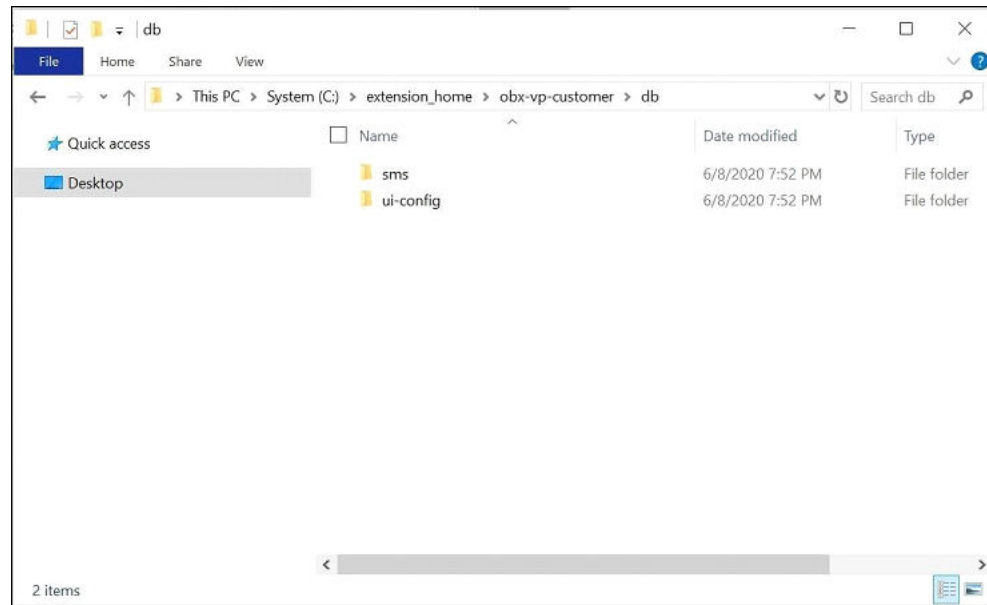 db
File Home Share View
This PC > System (C:) > extension_home > obx-vp-customer > db Search db
Quick access
Desktop
Name Date modified Type
sms 6/8/2020 7:52 PM File folder
ui-config 6/8/2020 7:52 PM File folder
2 items